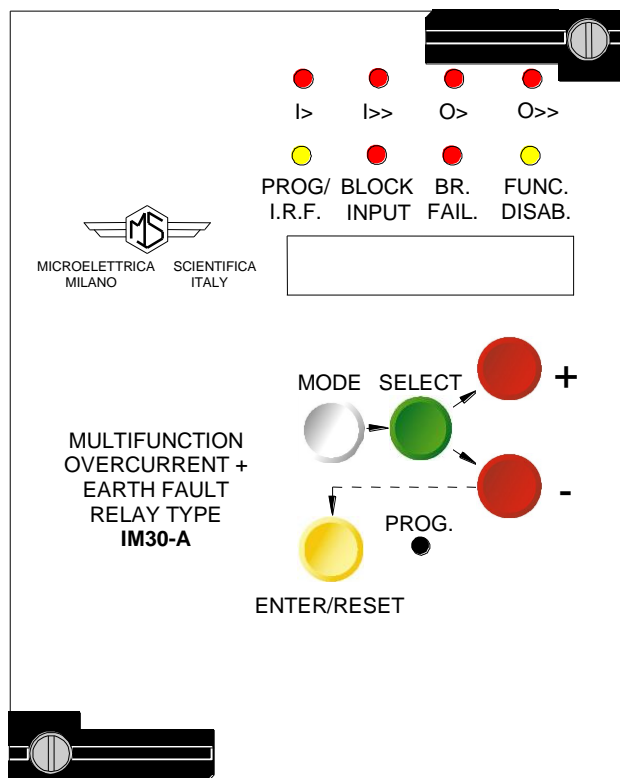 I> I>> O> O>>
PROG/ BLOCK BR. FUNC.
I.R.F. INPUT FAIL. DISAB.
MS
MICROELETTRICA SCIENTIFICA
MILANO ITALY
MODE SELECT +
MULTIFUNCTION
OVERCURRENT +
EARTH FAULT
RELAY TYPE
IM30-A
-
PROG.
ENTER/RESET